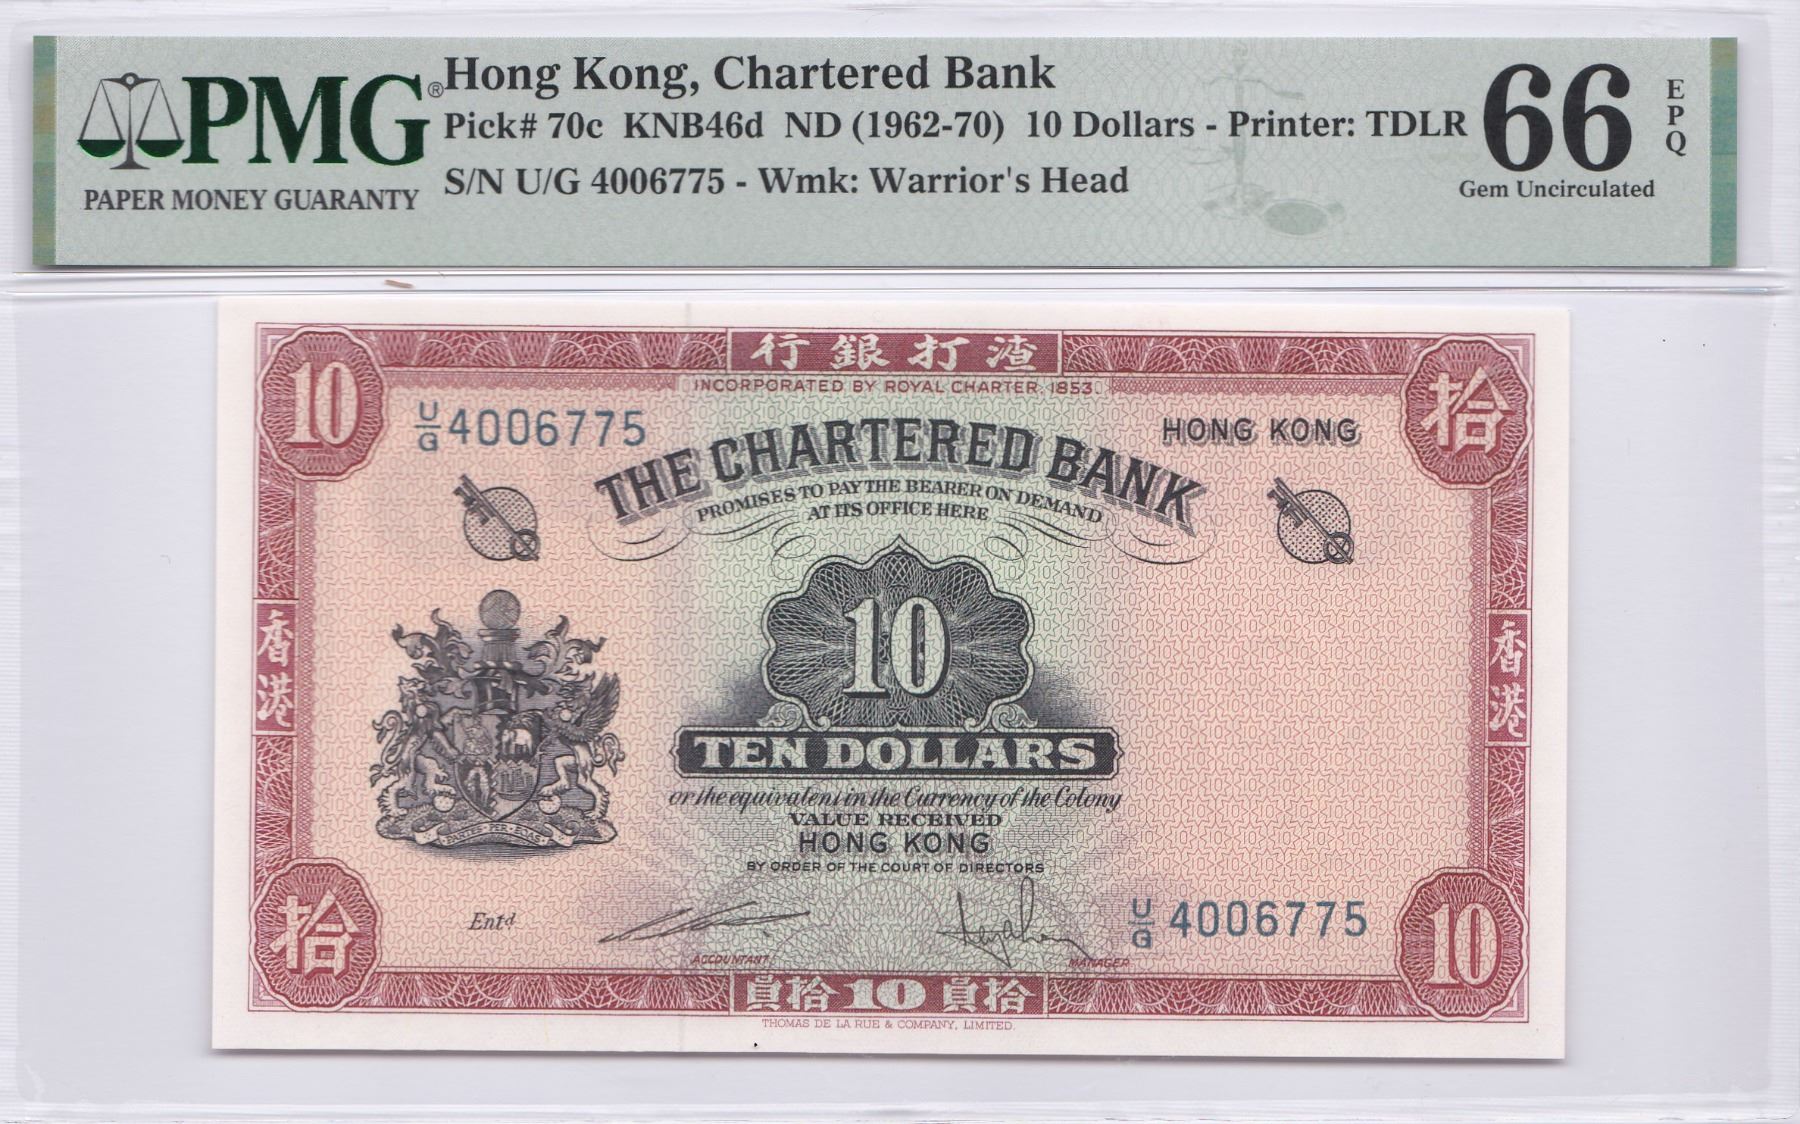 PMG®
PAPER MONEY GUARANTY
Hong Kong, Chartered Bank
Pick# 70c KNB46d ND (1962-70) 10 Dollars - Printer: TDLR
S/N U/G 4006775 - Wmk: Warrior's Head
66 EPQ
Gem Uncirculated
行銀打渣
INCORPORATED BY ROYAL CHARTER, 1853.
10
拾
U/G 4006775
HONG KONG
THE CHARTERED BANK
PROMISES TO PAY THE BEARER ON DEMAND
AT ITS OFFICE HERE
10
香港
香港
TEN DOLLARS
or the equivalent in the Currency of the Colony
VALUE RECEIVED
HONG KONG
BY ORDER OF THE COURT OF DIRECTORS
Entd
U/G 4006775
ACCOUNTANT.
MANAGER
拾
10
員拾10員拾
THOMAS DE LA RUE & COMPANY, LIMITED.